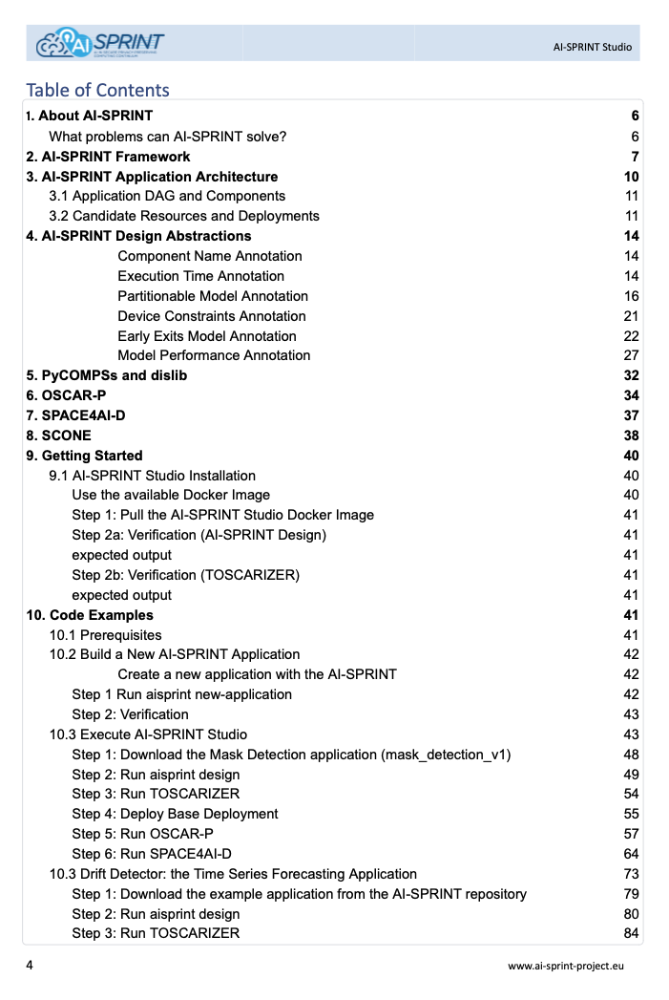 AI SPRINT
AI-SPRINT Studio
Table of Contents
1. About AI-SPRINT 6
What problems can AI-SPRINT solve? 6
2. AI-SPRINT Framework 7
3. AI-SPRINT Application Architecture 10
3.1 Application DAG and Components 11
3.2 Candidate Resources and Deployments 11
4. AI-SPRINT Design Abstractions 14
Component Name Annotation 14
Execution Time Annotation 14
Partitionable Model Annotation 16
Device Constraints Annotation 21
Early Exits Model Annotation 22
Model Performance Annotation 27
5. PyCOMPSs and dislib 32
6. OSCAR-P 34
7. SPACE4AI-D 37
8. SCONE 38
9. Getting Started 40
9.1 AI-SPRINT Studio Installation 40
Use the available Docker Image 40
Step 1: Pull the AI-SPRINT Studio Docker Image 41
Step 2a: Verification (AI-SPRINT Design) 41
expected output 41
Step 2b: Verification (TOSCARIZER) 41
expected output 41
10. Code Examples 41
10.1 Prerequisites 41
10.2 Build a New AI-SPRINT Application 42
Create a new application with the AI-SPRINT 42
Step 1 Run aisprint new-application 42
Step 2: Verification 43
10.3 Execute AI-SPRINT Studio 43
Step 1: Download the Mask Detection application (mask_detection_v1) 48
Step 2: Run aisprint design 49
Step 3: Run TOSCARIZER 54
Step 4: Deploy Base Deployment 55
Step 5: Run OSCAR-P 57
Step 6: Run SPACE4AI-D 64
10.3 Drift Detector: the Time Series Forecasting Application 73
Step 1: Download the example application from the AI-SPRINT repository 79
Step 2: Run aisprint design 80
Step 3: Run TOSCARIZER 84
4
www.ai-sprint-project.eu